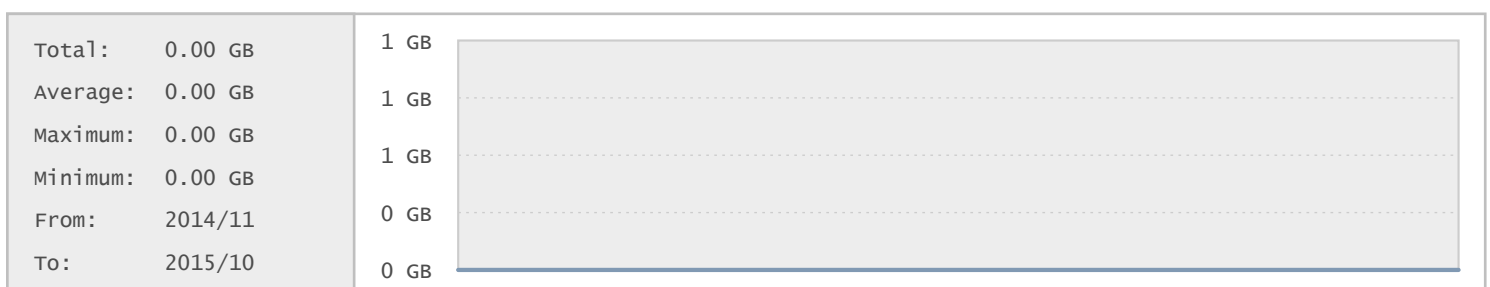 Total: 0.00 GB
Average: 0.00 GB
Maximum: 0.00 GB
Minimum: 0.00 GB
From: 2014/11
To: 2015/10
1 GB
1 GB
1 GB
0 GB
0 GB